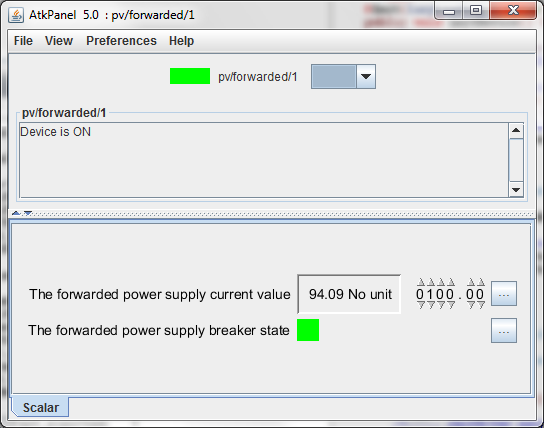 AtkPanel 5.0 : pv/forwarded/1
File View Preferences Help
pv/forwarded/1
pv/forwarded/1
Device is ON
The forwarded power supply current value 94.09 No unit 0100.00 ...
The forwarded power supply breaker state ...
Scalar